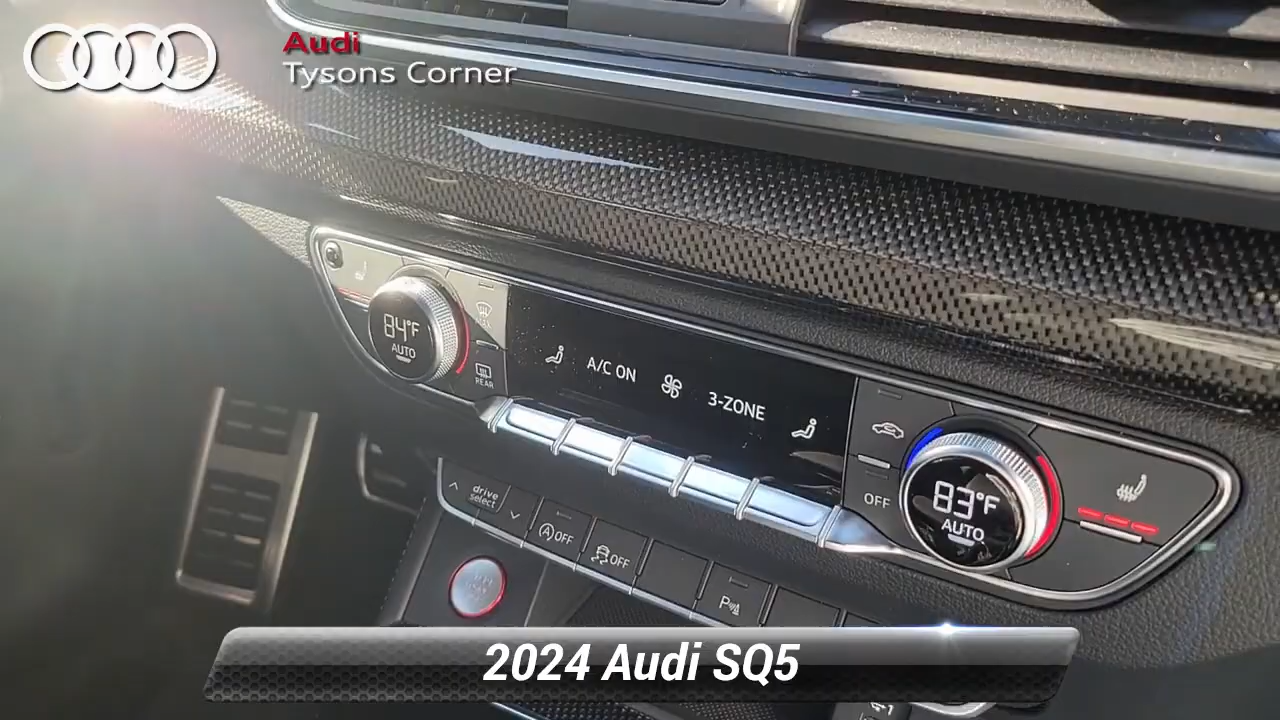 Audi
Tysons Corner
84°F
AUTO
MAX
REAR
A/C ON
3-ZONE
OFF
83°F
AUTO
drive
select
A OFF
OFF
P
2024 Audi SQ5